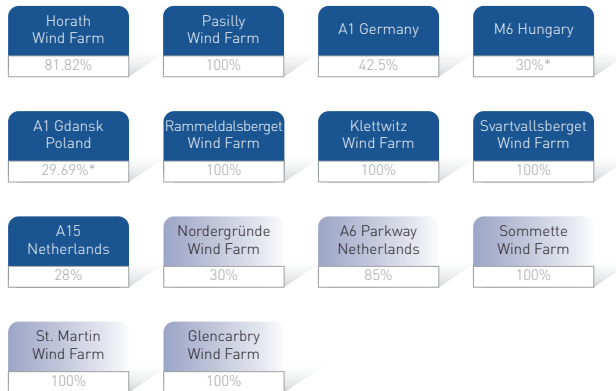 Horath
Wind Farm
81.82%
Pasilly
Wind Farm
100%
A1 Germany
42.5%
M6 Hungary
30%*
A1 Gdansk
Poland
29.69%*
Rammeldalsberget
Wind Farm
100%
Klettwitz
Wind Farm
100%
Svartvallsberget
Wind Farm
100%
A15
Netherlands
28%
Nordergründe
Wind Farm
30%
A6 Parkway
Netherlands
85%
Sommette
Wind Farm
100%
St. Martin
Wind Farm
100%
Glencarbry
Wind Farm
100%